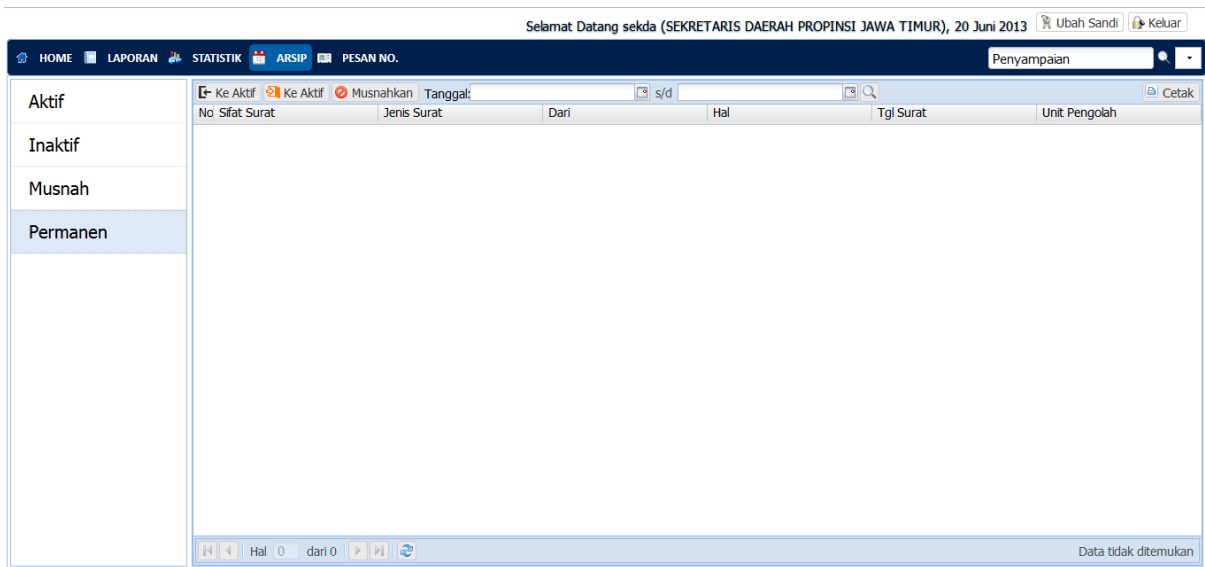 Selamat Datang sekda (SEKRETARIS DAERAH PROPINSI JAWA TIMUR), 20 Juni 2013 Ubah Sandi Keluar
HOME LAPORAN STATISTIK ARSIP PESAN NO. Penyampaian
Aktif
Inaktif
Musnah
Permanen
Ke Aktif Ke Aktif Musnahkan Tanggal: s/d Cetak
No Sifat Surat Jenis Surat Dari Hal Tgl Surat Unit Pengolah
Hal 0 dari 0 Data tidak ditemukan